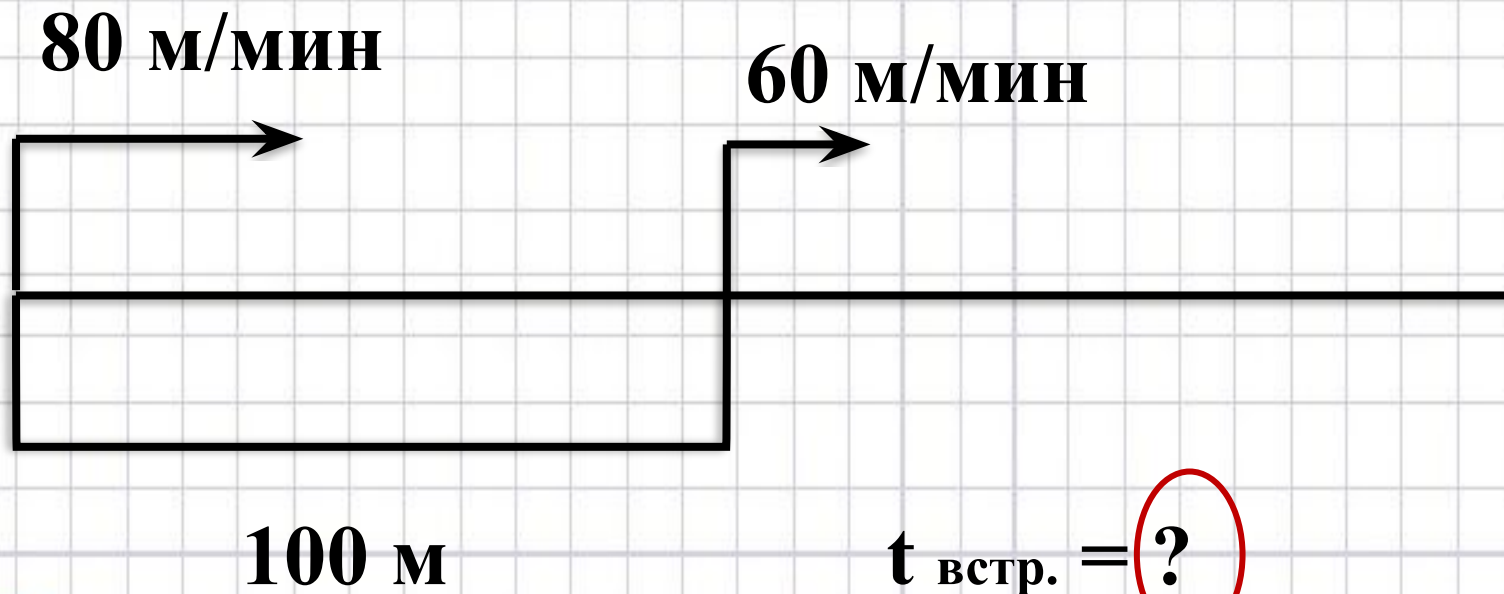 80 м/мин
60 м/мин
100 м
t встр. = ?